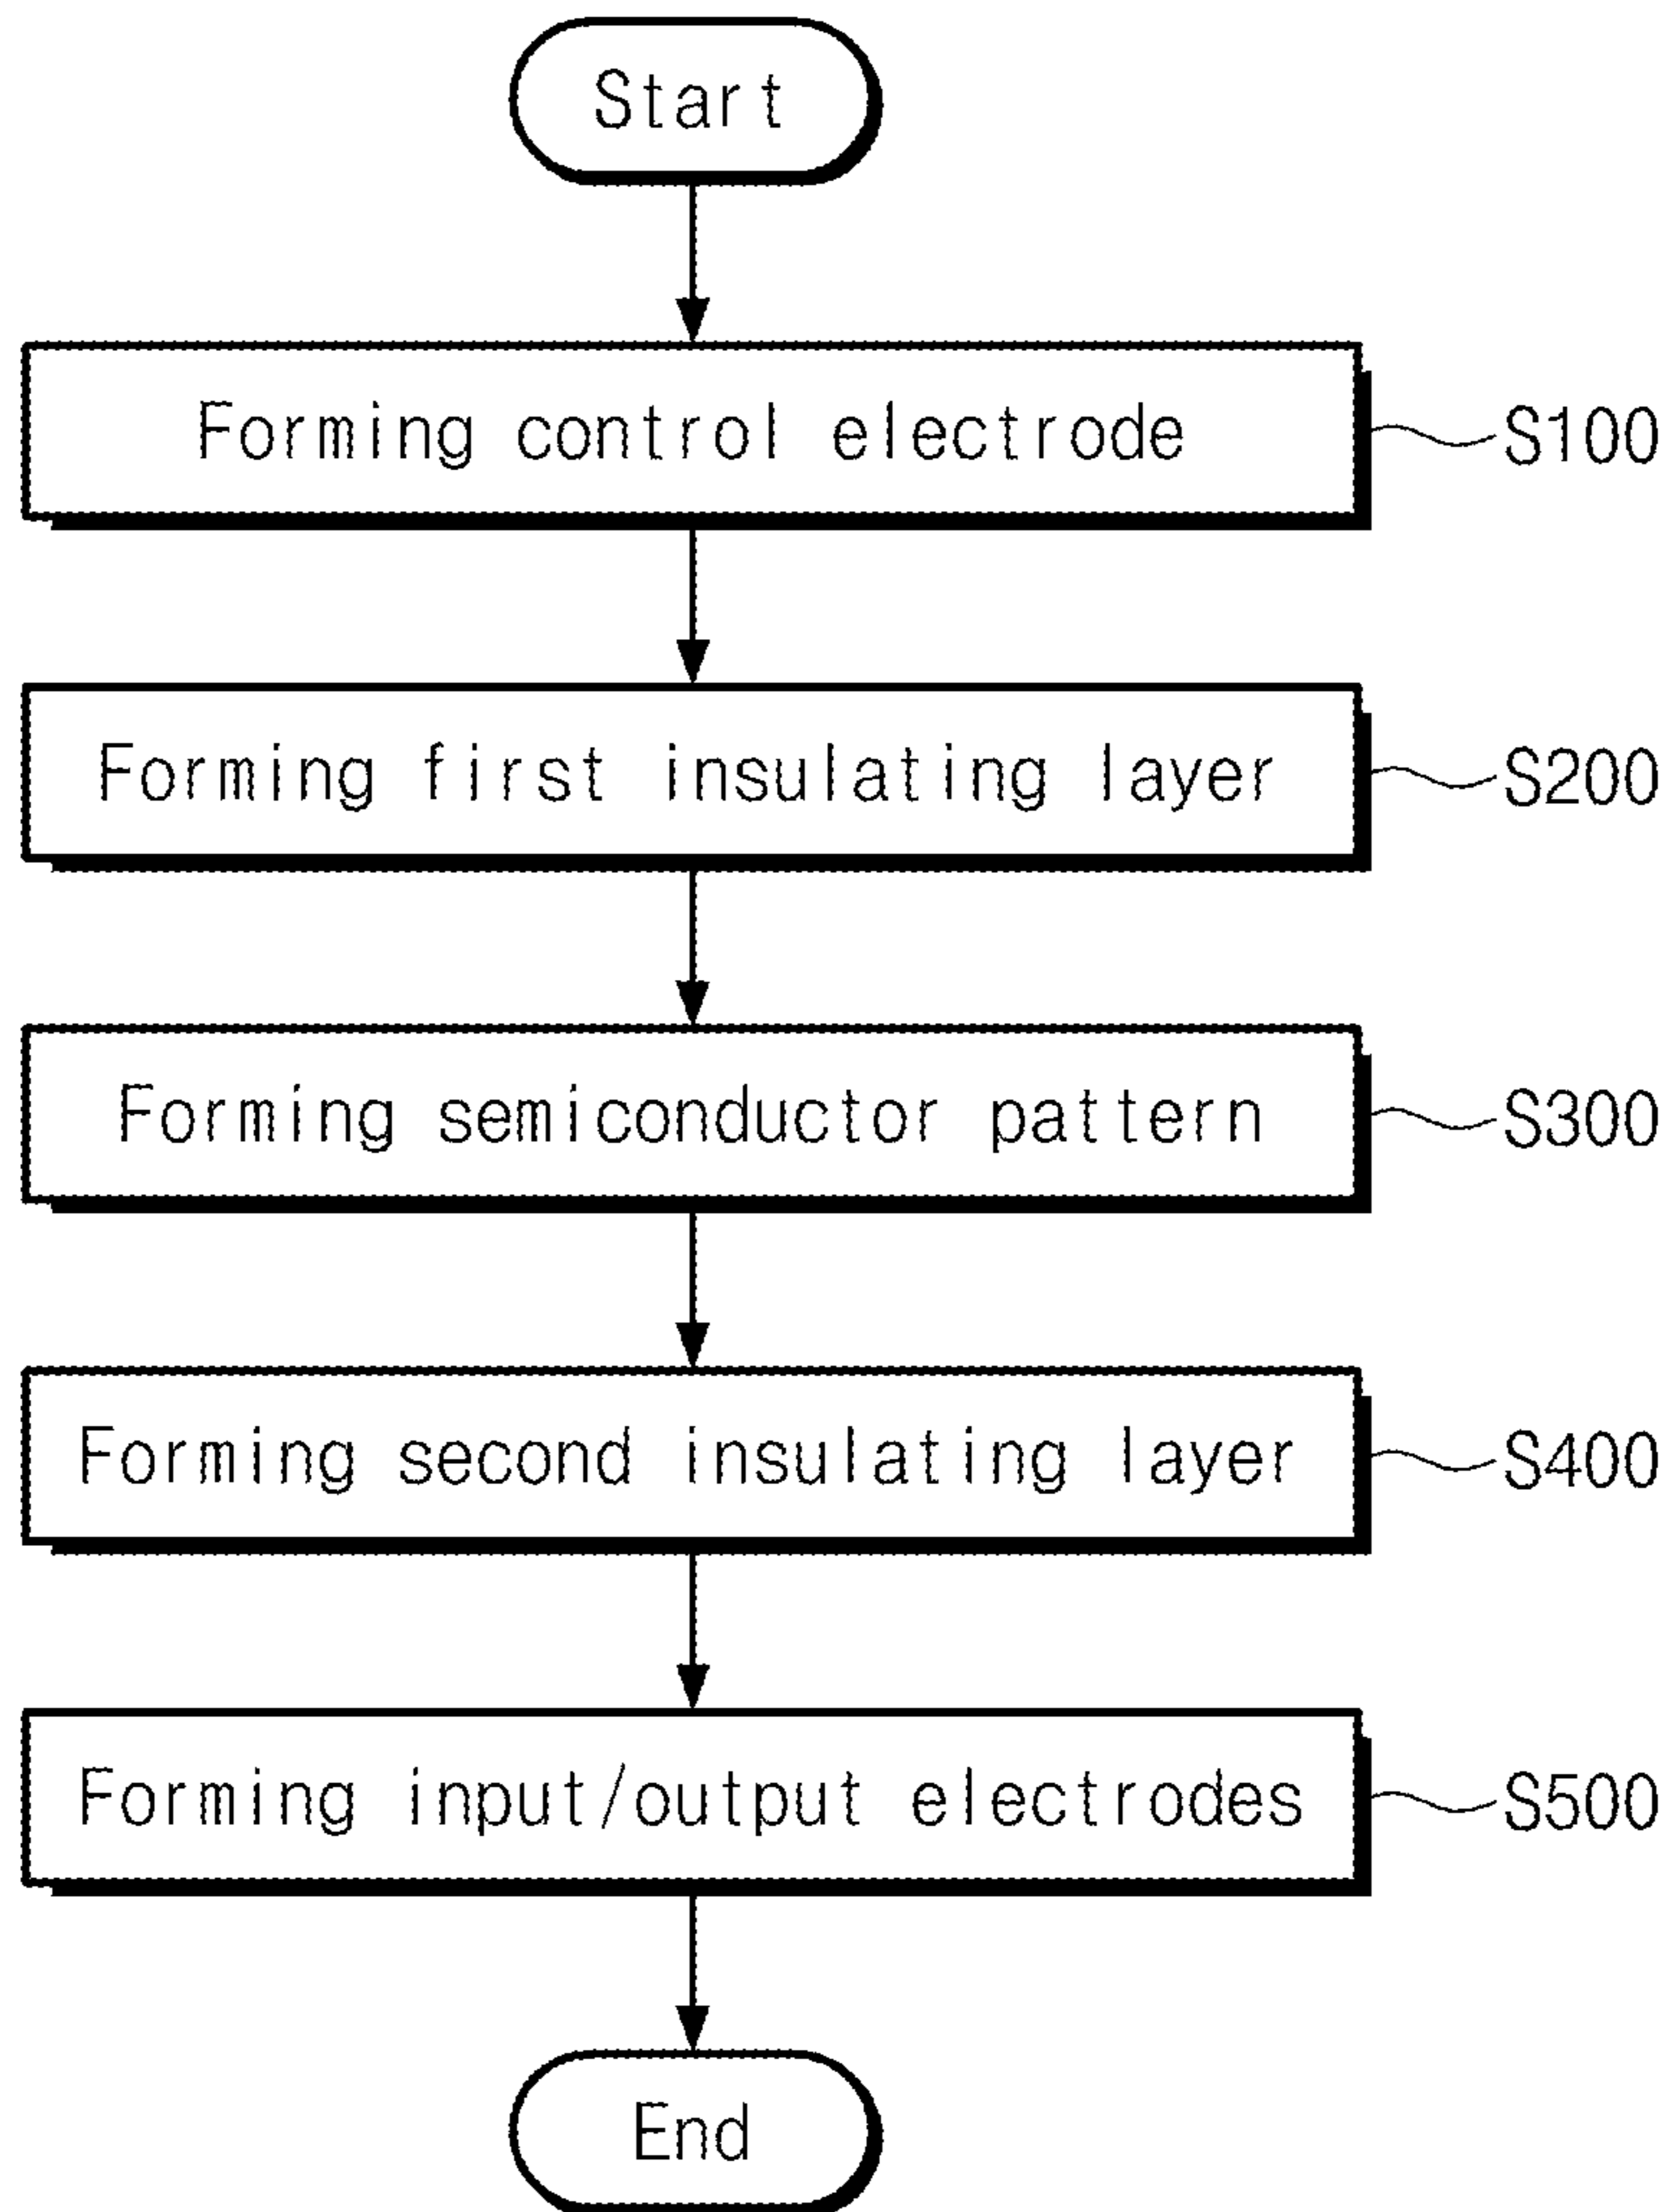 Start
Forming control electrode S100
Forming first insulating layer S200
Forming semiconductor pattern S300
Forming second insulating layer S400
Forming input/output electrodes S500
End